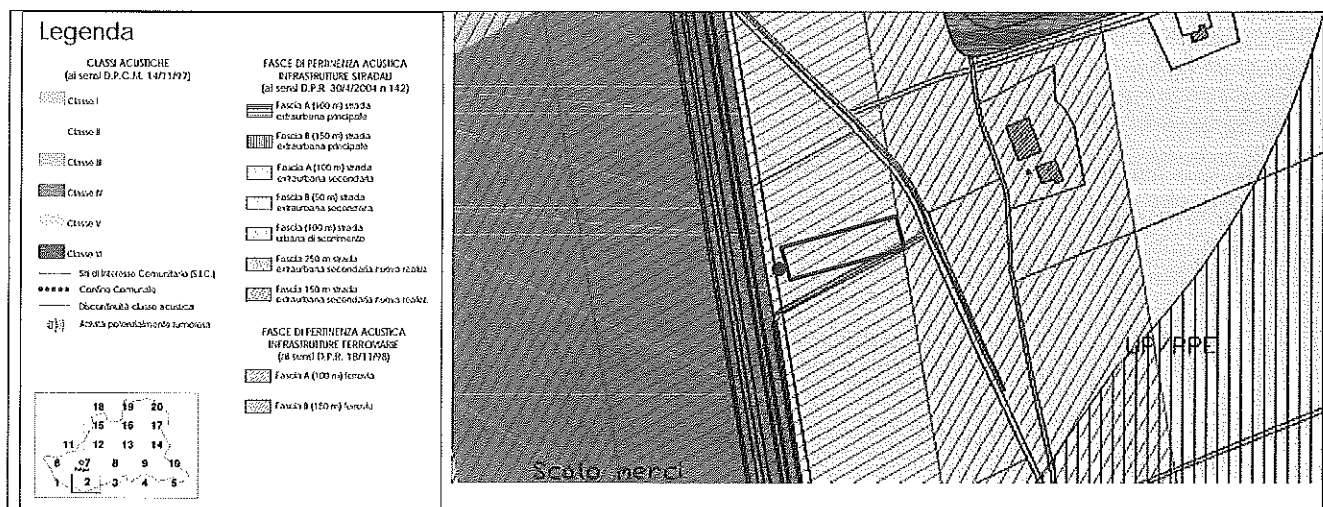 Legenda
CLASSI ACUSTICHE
(ai sensi D.P.C.M. 14/11/97)
Classe I
Classe II
Classe III
Classe IV
Classe V
Classe VI
Siti di Interesse Comunitario (S.I.C.)
Confine Comunale
Discontinuità classe acustica
Attività potenzialmente rumorosa
FASCE DI PERTINENZA ACUSTICA
INFRASTRUTTURE STRADALI
(ai sensi D.P.R. 30/4/2004 n 142)
Fascia A (100 m) strada
extraurbana principale
Fascia B (150 m) strada
extraurbana principale
Fascia A (100 m) strada
extraurbana secondaria
Fascia B (50 m) strada
extraurbana secondaria
Fascia (100 m) strada
urbana di scorrimento
Fascia 250 m strada
extraurbana secondaria nuova realizz.
Fascia 150 m strada
extraurbana secondaria nuova realizz.
FASCE DI PERTINENZA ACUSTICA
INFRASTRUTTURE FERROVIARIE
(ai sensi D.P.R. 18/11/98)
Fascia A (100 m) ferrovia
Fascia B (150 m) ferrovia
18 19 20
15 16 17
11 12 13 14
6 7 8 9 10
1 2 3 4 5
UP/PPE
Scalo merci